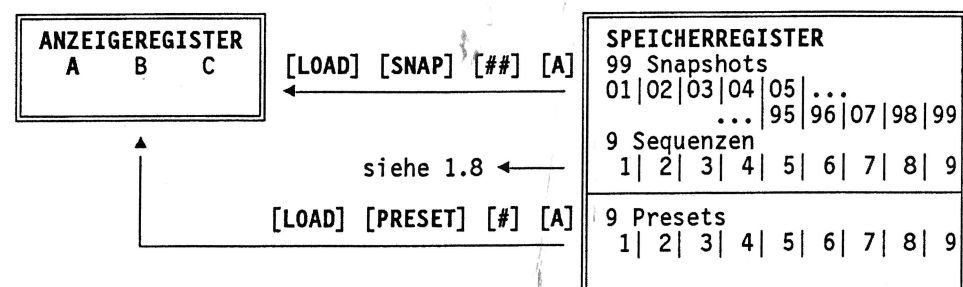 ANZEIGEREGISTER
A B C
[LOAD] [SNAP] [##] [A]
siehe 1.8
[LOAD] [PRESET] [#] [A]
SPEICHERREGISTER
99 Snapshots
01|02|03|04|05|...
...|95|96|07|98|99
9 Sequenzen
1| 2| 3| 4| 5| 6| 7| 8| 9
9 Presets
1| 2| 3| 4| 5| 6| 7| 8| 9